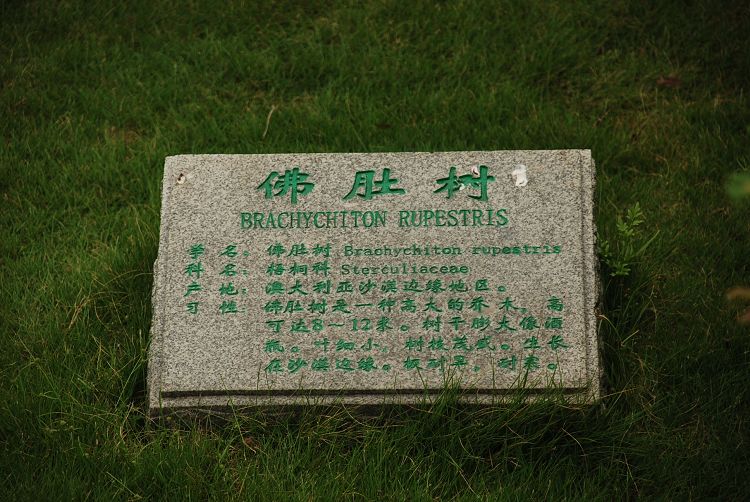 佛肚树
BRACHYCHITON RUPESTRIS
学名：佛肚树 Brachychiton rupestris
科名：梧桐科 Sterculiaceae
产地：澳大利亚沙漠边缘地区。
习性：佛肚树是一种高大的乔木，高
可达8～12米。树干膨大像酒
瓶。叶细小，树枝茂盛。生长
在沙漠边缘。极耐旱，耐热。